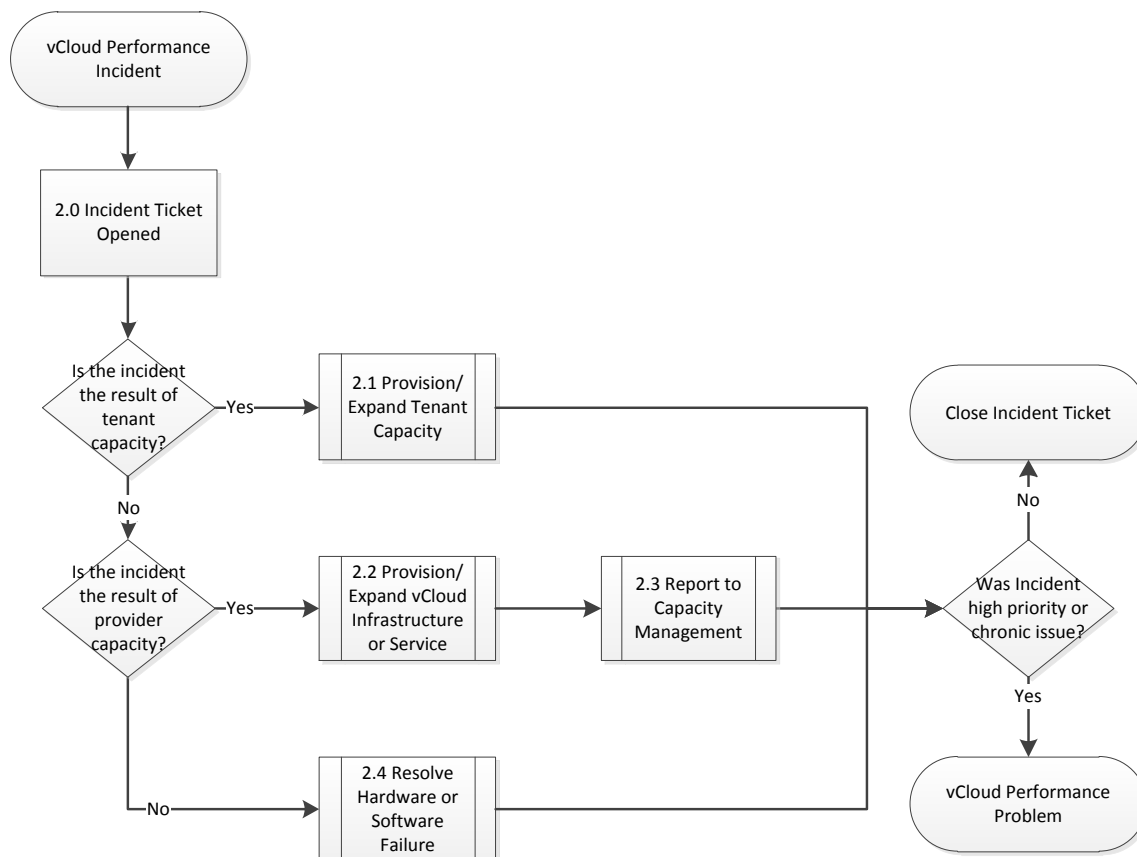 vCloud Performance
Incident
2.0 Incident Ticket
Opened
Is the incident
the result of
tenant
capacity?
Yes
2.1 Provision/
Expand Tenant
Capacity
Close Incident Ticket
No
No
Is the incident
the result of
provider
capacity?
Yes
2.2 Provision/
Expand vCloud
Infrastructure
or Service
2.3 Report to
Capacity
Management
Was Incident
high priority or
chronic issue?
Yes
No
2.4 Resolve
Hardware or
Software
Failure
vCloud Performance
Problem